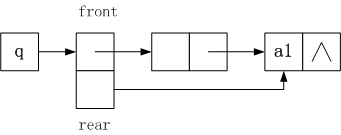 front
q a1 ∧
rear